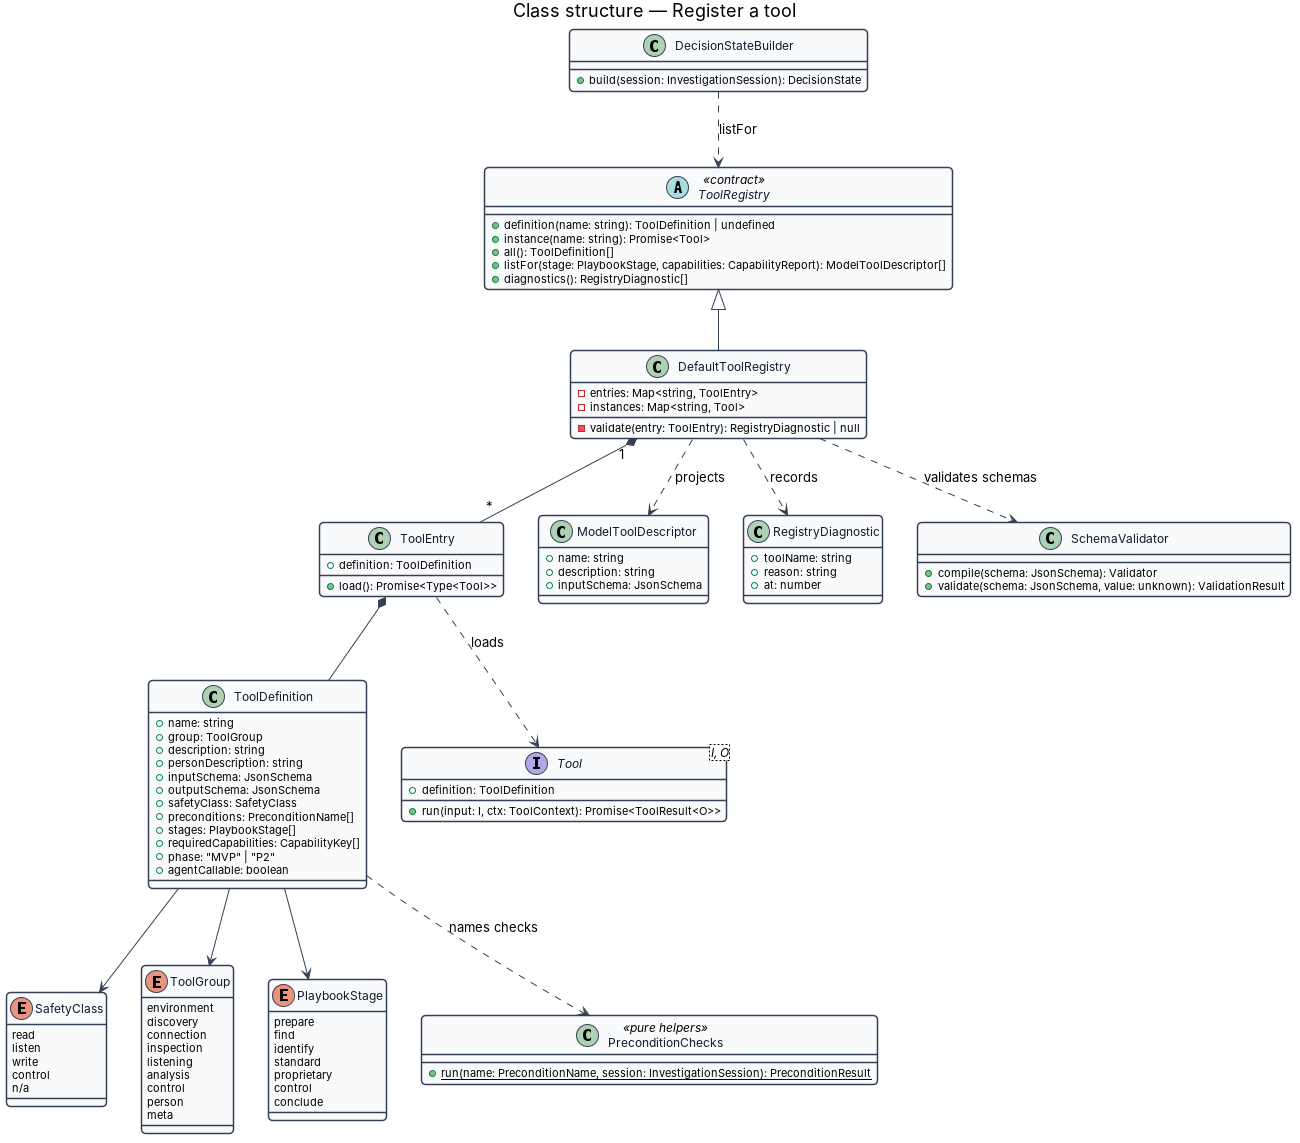 Class structure — Register a tool
C DecisionStateBuilder
build(session: InvestigationSession): DecisionState
listFor
«contract»
A ToolRegistry
definition(name: string): ToolDefinition | undefined
instance(name: string): Promise<Tool>
all(): ToolDefinition[]
listFor(stage: PlaybookStage, capabilities: CapabilityReport): ModelToolDescriptor[]
diagnostics(): RegistryDiagnostic[]
C DefaultToolRegistry
entries: Map<string, ToolEntry>
instances: Map<string, Tool>
validate(entry: ToolEntry): RegistryDiagnostic | null
1
*
projects
records
validates schemas
C ToolEntry
definition: ToolDefinition
load(): Promise<Type<Tool>>
C ModelToolDescriptor
name: string
description: string
inputSchema: JsonSchema
C RegistryDiagnostic
toolName: string
reason: string
at: number
C SchemaValidator
compile(schema: JsonSchema): Validator
validate(schema: JsonSchema, value: unknown): ValidationResult
loads
C ToolDefinition
name: string
group: ToolGroup
description: string
personDescription: string
inputSchema: JsonSchema
outputSchema: JsonSchema
safetyClass: SafetyClass
preconditions: PreconditionName[]
stages: PlaybookStage[]
requiredCapabilities: CapabilityKey[]
phase: "MVP" | "P2"
agentCallable: boolean
I, O
I Tool
definition: ToolDefinition
run(input: I, ctx: ToolContext): Promise<ToolResult<O>>
names checks
E SafetyClass
read
listen
write
control
n/a
E ToolGroup
environment
discovery
connection
inspection
listening
analysis
control
person
meta
E PlaybookStage
prepare
find
identify
standard
proprietary
control
conclude
«pure helpers»
C PreconditionChecks
run(name: PreconditionName, session: InvestigationSession): PreconditionResult